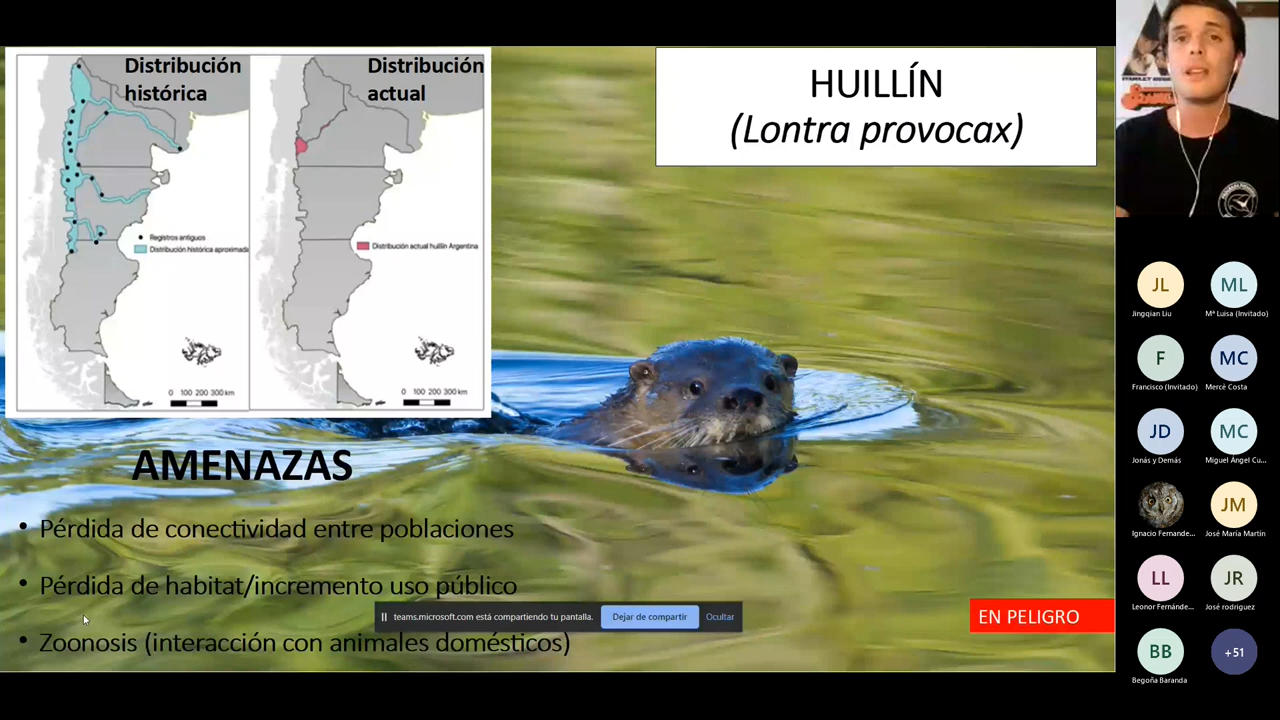 Distribución
histórica
Distribución
actual
Registros antiguos
Distribución histórica aproximada
Distribución actual huillín Argentina
0 100 200 300 km
0 100 200 300 km
HUILLÍN
(Lontra provocax)
AMENAZAS
• Pérdida de conectividad entre poblaciones
• Pérdida de habitat/incremento uso público
• Zoonosis (interacción con animales domésticos)
teams.microsoft.com está compartiendo tu pantalla.
Dejar de compartir
Ocultar
EN PELIGRO
JL
Jingqian Liu
ML
Mª Luisa (Invitado)
F
Francisco (Invitado)
MC
Mercé Costa
JD
Jonás y Demás
MC
Miguel Ángel Cu...
Ignacio Fernande...
JM
José María Martín
LL
Leonor Fernánde...
JR
José rodriguez
BB
Begoña Baranda
+51